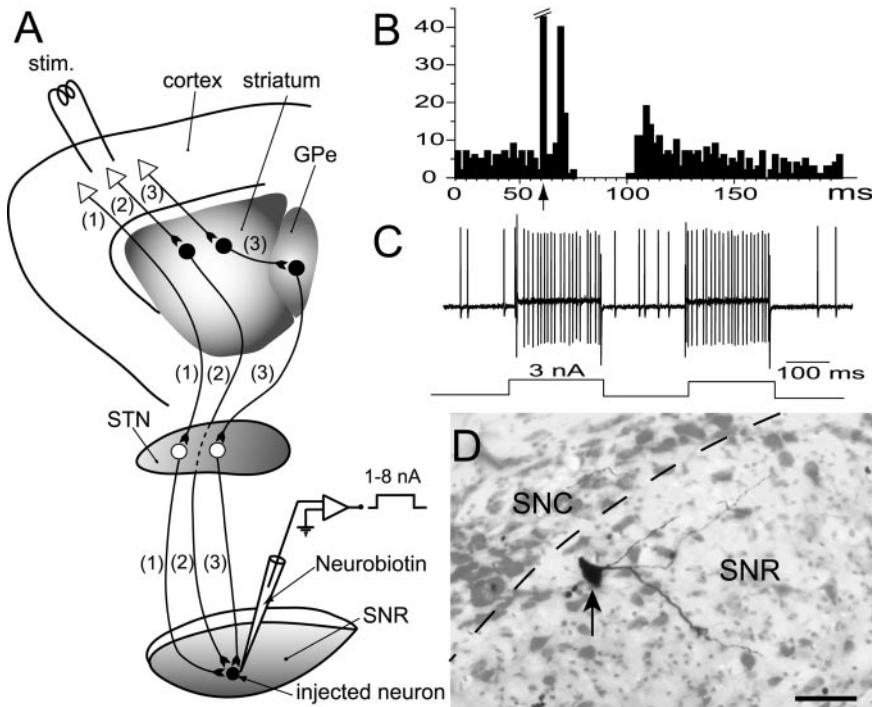 A
stim.
cortex
striatum
GPe
(1)
(2)
(3)
(3)
(1)
(2)
(3)
STN
1-8 nA
(1)
(2)
(3)
Neurobiotin
SNR
injected neuron
B
40
30
20
10
0
0
50
100
150
ms
C
3 nA
100 ms
D
SNC
SNR